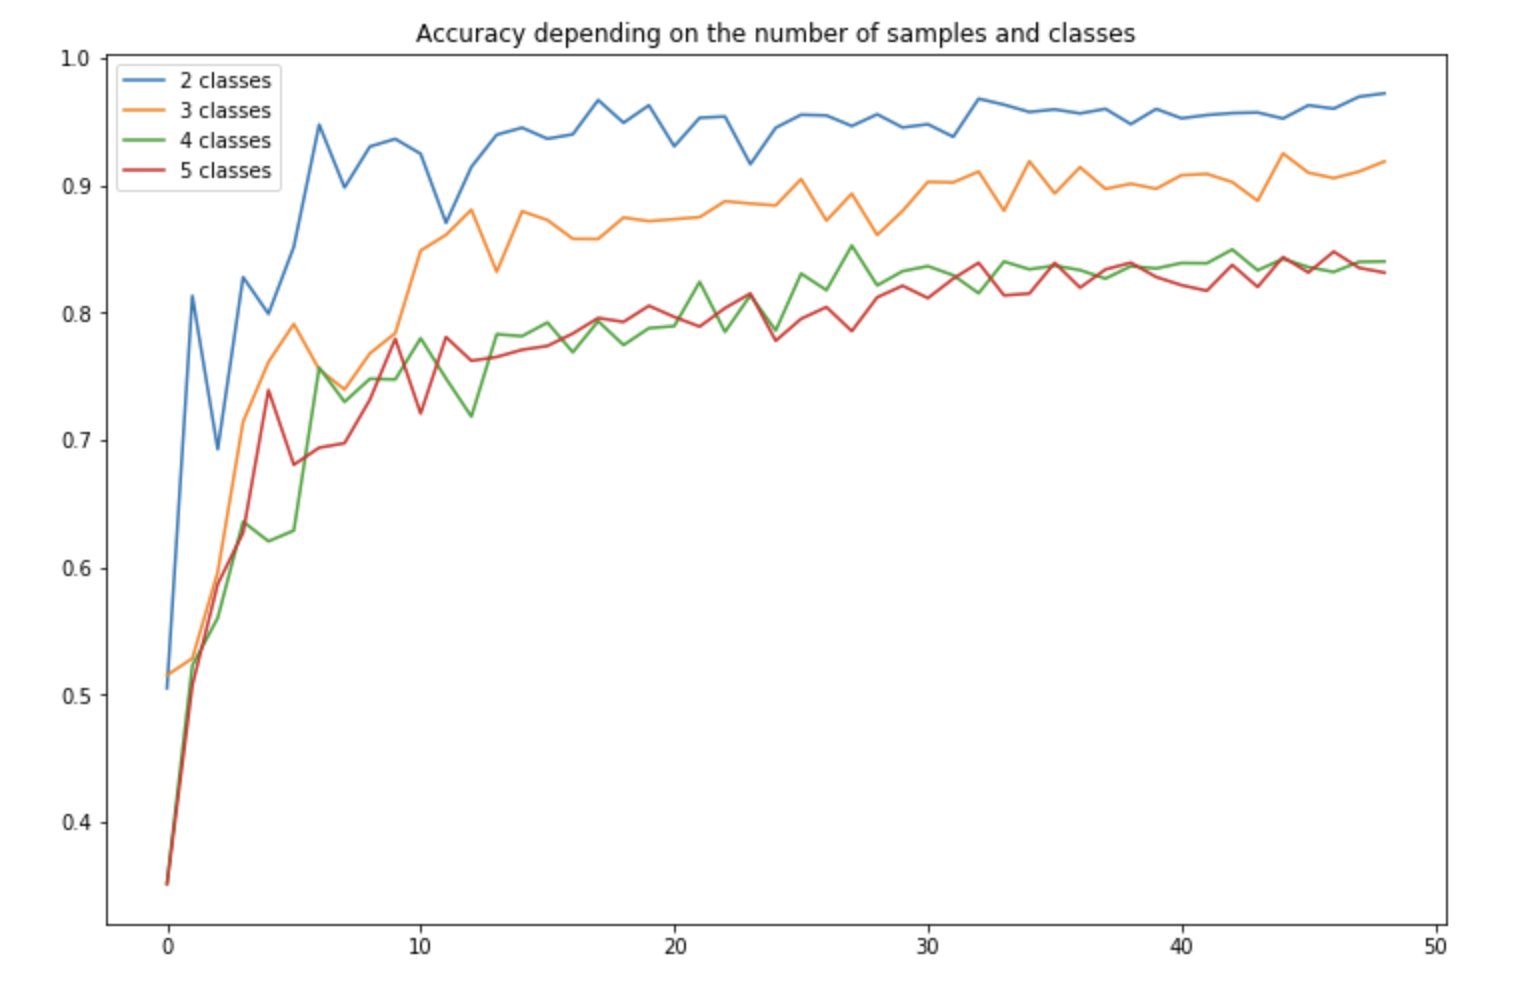 Accuracy depending on the number of samples and classes
1.0
2 classes
3 classes
4 classes
5 classes
0.9
0.8
0.7
0.6
0.5
0.4
0 10 20 30 40 50